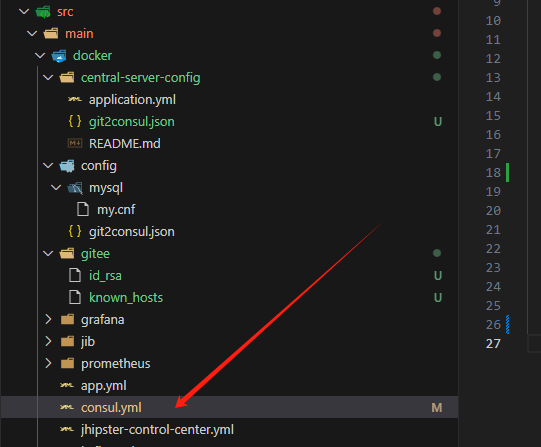 src
main
docker
central-server-config
application.yml
git2consul.json U
README.md
config
mysql
my.cnf
git2consul.json
gitee
id_rsa U
known_hosts U
grafana
jib
prometheus
app.yml
consul.yml M
jhipster-control-center.yml
10
11
12
13
14
15
16
17
18
19
20
21
22
23
24
25
26
27